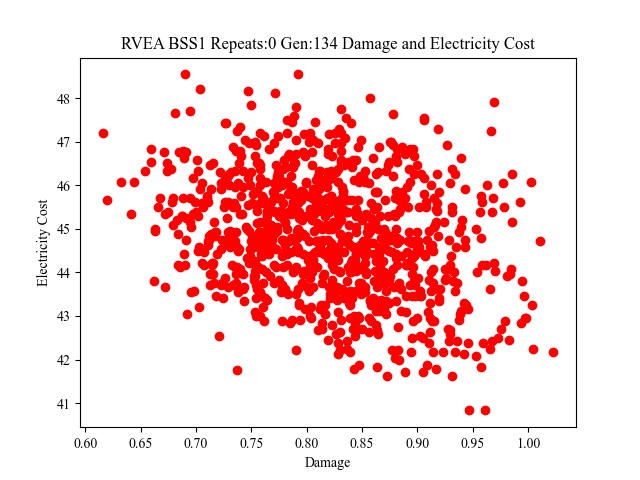 RVEA BSS1 Repeats:0 Gen:134 Damage and Electricity Cost
48
47
46
45
44
43
42
41
Electricity Cost
0.60 0.65 0.70 0.75 0.80 0.85 0.90 0.95 1.00
Damage